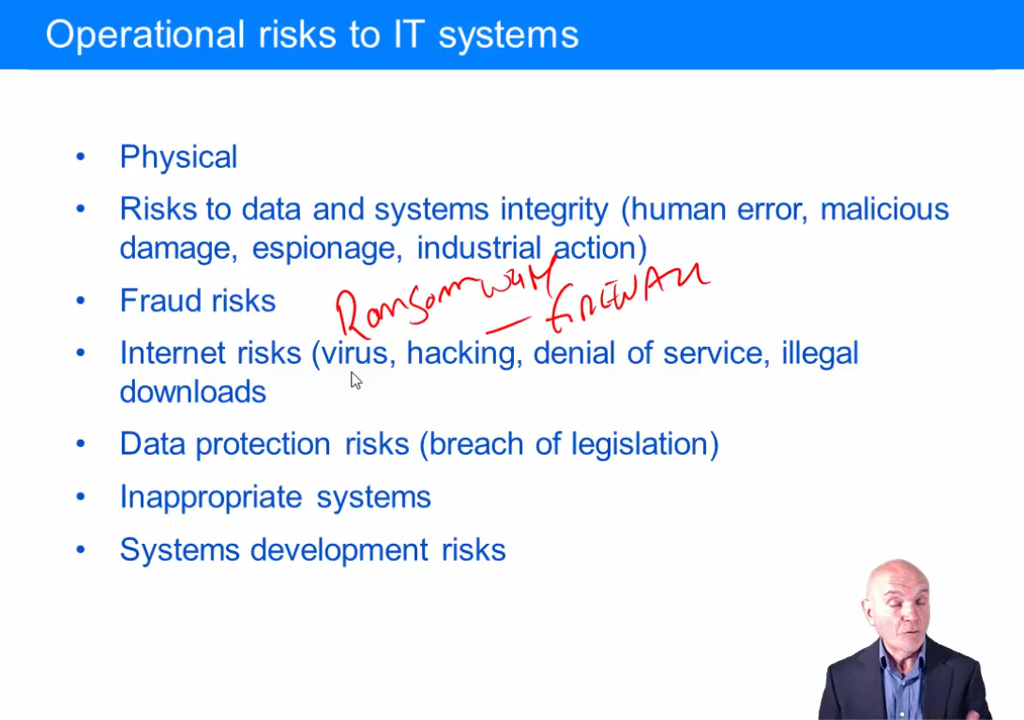 Operational risks to IT systems
• Physical
• Risks to data and systems integrity (human error, malicious
damage, espionage, industrial action)
• Fraud risks
Ransomware
– FIREWALL
• Internet risks (virus, hacking, denial of service, illegal
downloads
• Data protection risks (breach of legislation)
• Inappropriate systems
• Systems development risks